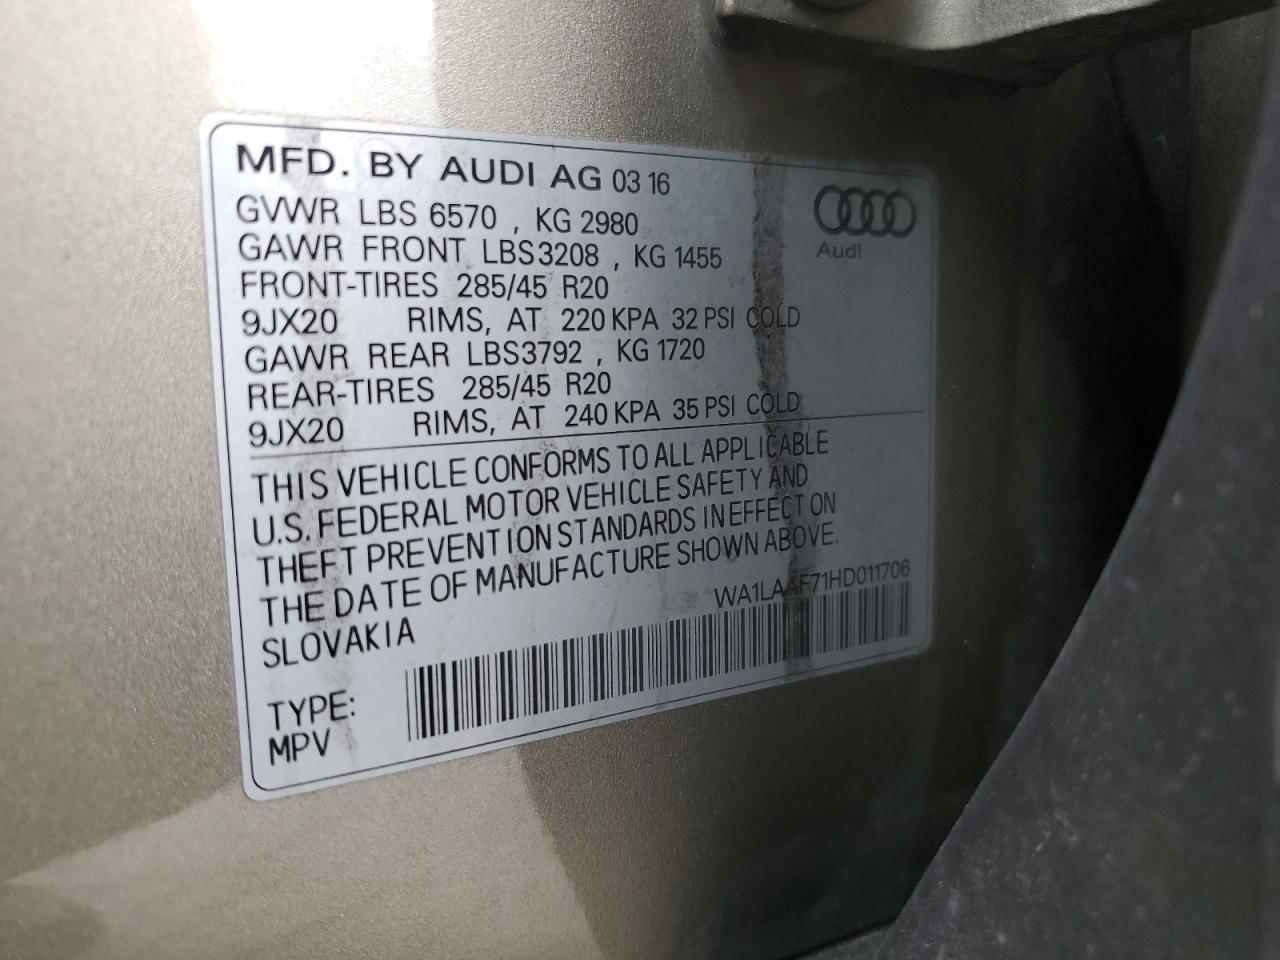 MFD. BY AUDI AG 03 16
GVWR LBS 6570 , KG 2980
GAWR FRONT LBS3208 , KG 1455
FRONT-TIRES 285/45 R20
9JX20 RIMS, AT 220 KPA 32 PSI COLD
GAWR REAR LBS3792 , KG 1720
REAR-TIRES 285/45 R20
9JX20 RIMS, AT 240 KPA 35 PSI COLD
Audi
THIS VEHICLE CONFORMS TO ALL APPLICABLE
U.S. FEDERAL MOTOR VEHICLE SAFETY AND
THEFT PREVENTION STANDARDS IN EFFECT ON
THE DATE OF MANUFACTURE SHOWN ABOVE.
SLOVAKIA
WA1LAAF71HD011706
TYPE:
MPV